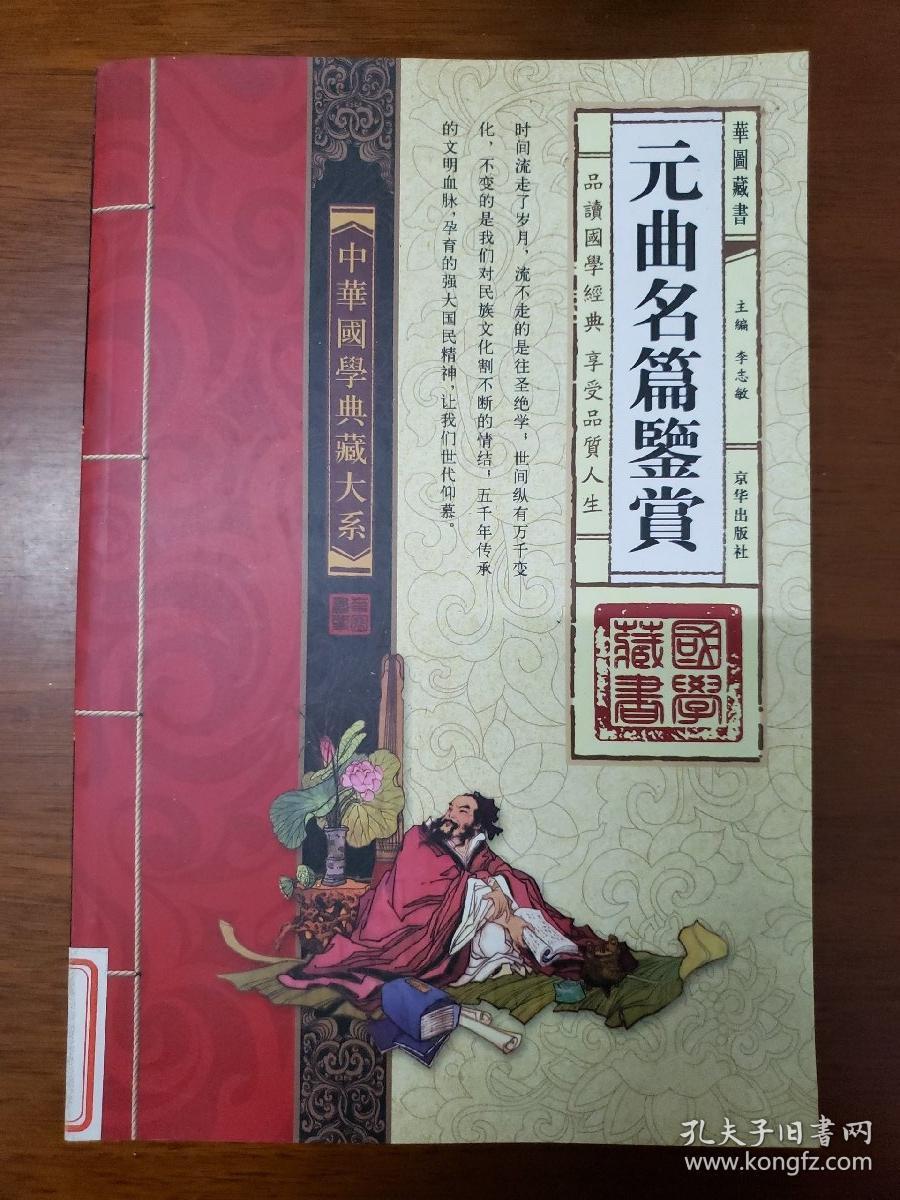 華圖藏書
主編 李志敏
京华出版社
元曲名篇鑒賞
品讀國學經典 享受品質人生
國學
藏書
时间流走了岁月，流不走的是往圣绝学；世间纵有万千变
化，不变的是我们对民族文化割不断的情结；五千年传承
的文明血脉，孕育的强大国民精神，让我们世代仰慕。
《中華國學典藏大系》
孔夫子旧书网
www.kongfz.com